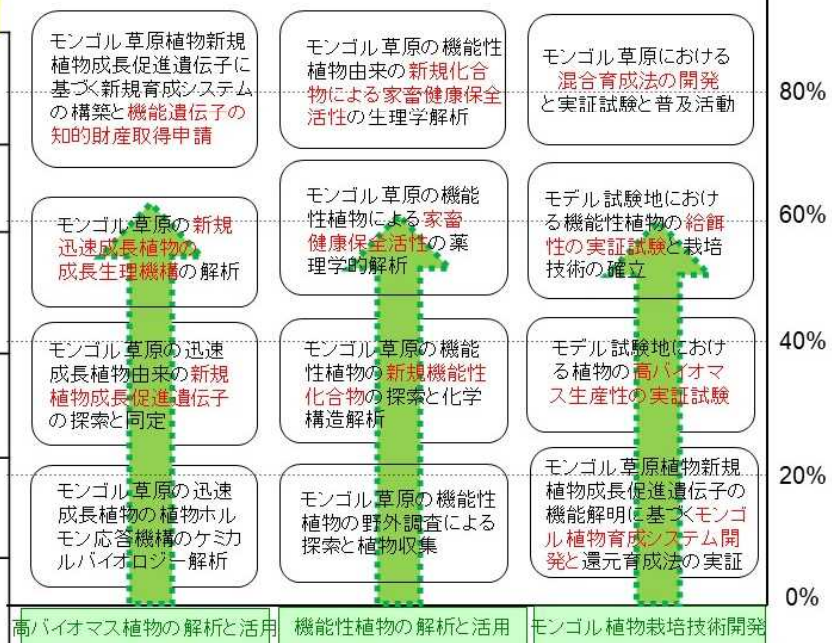 モンゴル草原植物新規
植物成長促進遺伝子に
基づく新規育成システム
の構築と機能遺伝子の
知的財産取得申請
モンゴル草原の機能性
植物由来の新規化合
物による家畜健康保全
活性の生理学解析
モンゴル草原における
混合育成法の開発
と実証試験と普及活動
80%
モンゴル草原の新規
迅速成長植物の
成長生理機構の解析
モンゴル草原の機能
性植物による家畜
健康保全活性の薬
理学的解析
モデル試験地におけ
る機能性植物の給餌
性の実証試験と栽培
技術の確立
60%
モンゴル草原の迅速
成長植物由来の新規
植物成長促進遺伝子
の探索と同定
モンゴル草原の機能
性植物の新規機能性
化合物の探索と化学
構造解析
モデル試験地におけ
る植物の高バイオマ
ス生産性の実証試験
40%
モンゴル草原の迅速
成長植物の植物ホル
モン応答機構のケミカ
ルバイオロジー解析
モンゴル草原の機能性
植物の野外調査による
探索と植物収集
モンゴル草原植物新規
植物成長促進遺伝子の
機能解明に基づくモンゴ
ル植物育成システム開
発と還元育成法の実証
20%
0%
高バイオマス植物の解析と活用
機能性植物の解析と活用
モンゴル植物栽培技術開発